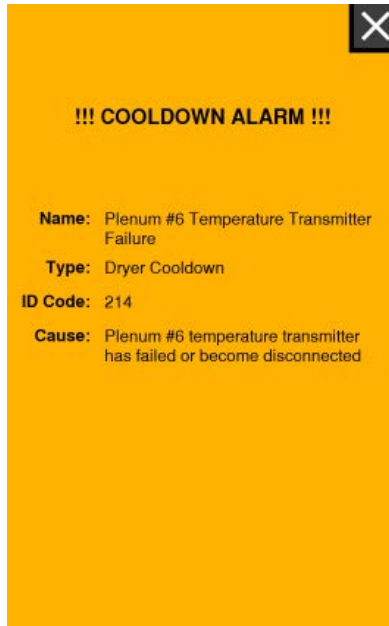 !!! COOLDOWN ALARM !!!
Name: Plenum #6 Temperature Transmitter
Failure
Type: Dryer Cooldown
ID Code: 214
Cause: Plenum #6 temperature transmitter
has failed or become disconnected